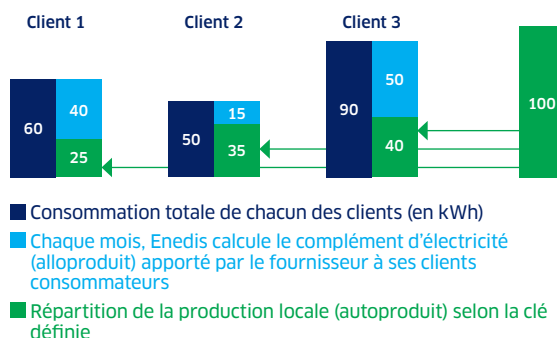 Client 1
Client 2
Client 3
60
40
25
50
15
35
90
50
40
100
Consommation totale de chacun des clients (en kWh)
Chaque mois, Enedis calcule le complément d'électricité
(alloproduit) apporté par le fournisseur à ses clients
consommateurs
Répartition de la production locale (autoproduit) selon la clé
définie